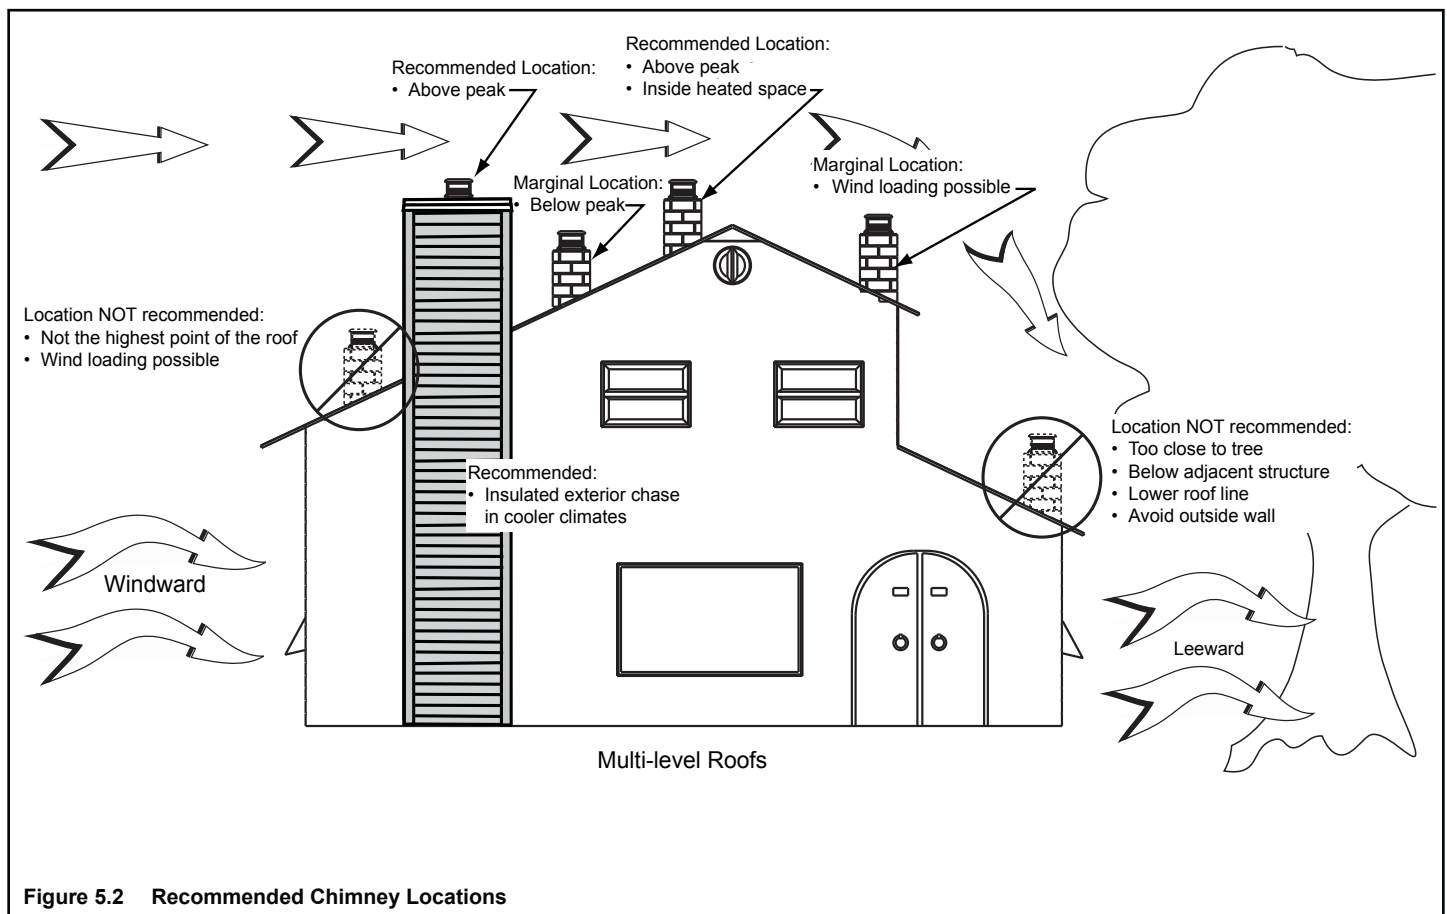 Recommended Location:
• Above peak
Recommended Location:
• Above peak
• Inside heated space
Marginal Location:
• Below peak
Marginal Location:
• Wind loading possible
Location NOT recommended:
• Not the highest point of the roof
• Wind loading possible
Location NOT recommended:
• Too close to tree
• Below adjacent structure
• Lower roof line
• Avoid outside wall
Recommended:
• Insulated exterior chase
in cooler climates
Windward
Leeward
Multi-level Roofs
Figure 5.2 Recommended Chimney Locations